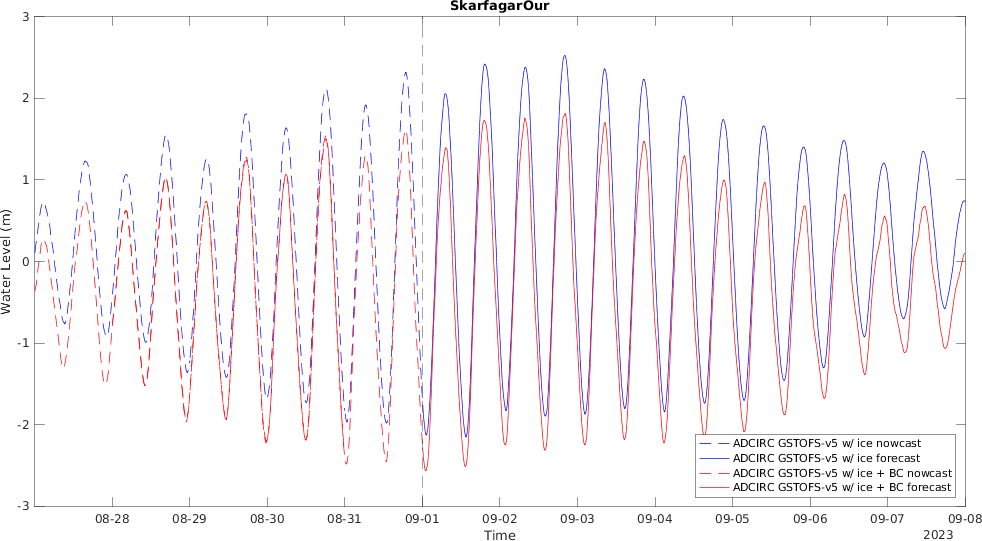 SkarfagarOur
3
2
1
0
-1
-2
-3
Water Level (m)
ADCIRC GSTOFS-v5 w/ ice nowcast
ADCIRC GSTOFS-v5 w/ ice forecast
ADCIRC GSTOFS-v5 w/ ice + BC nowcast
ADCIRC GSTOFS-v5 w/ ice + BC forecast
08-28 08-29 08-30 08-31 09-01 09-02 09-03 09-04 09-05 09-06 09-07 09-08
Time
2023